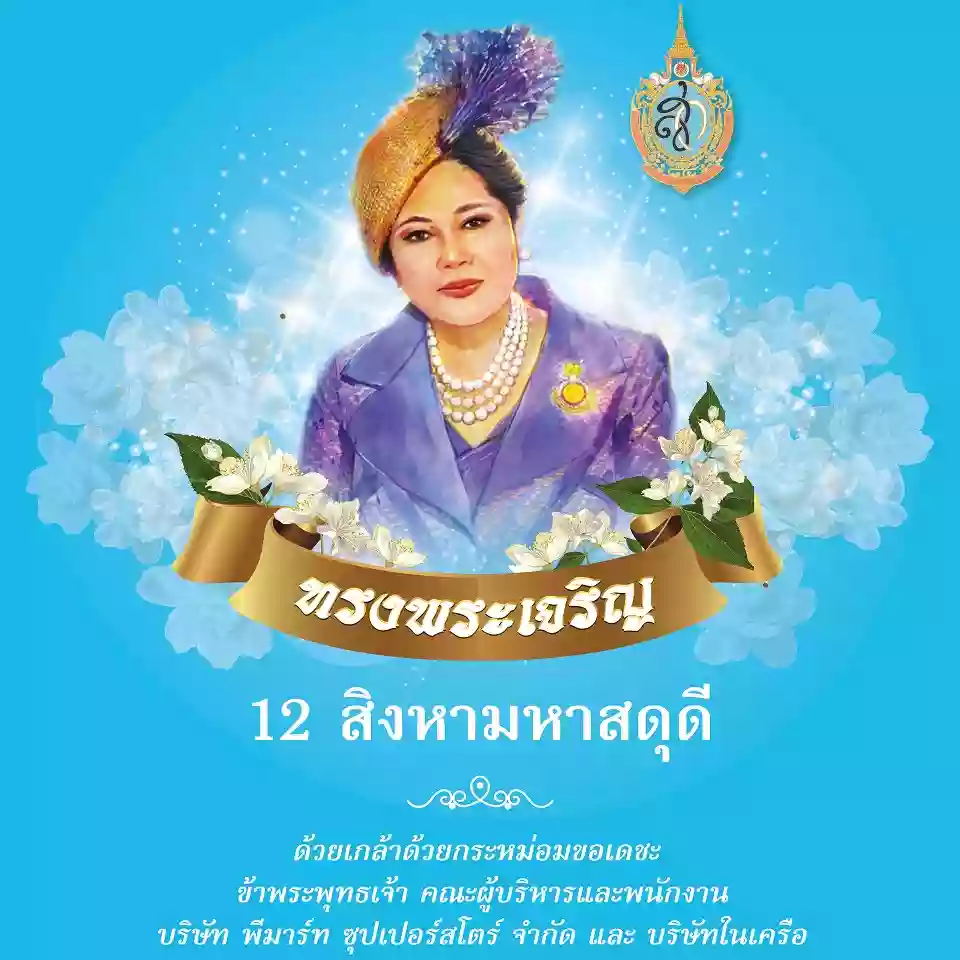 ทรงพระเจริญ
12 สิงหามหาสดุดี
ด้วยเกล้าด้วยกระหม่อมขอเดชะ
ข้าพระพุทธเจ้า คณะผู้บริหารและพนักงาน
บริษัท พีมาร์ท ซุปเปอร์สโตร์ จำกัด และ บริษัทในเครือ